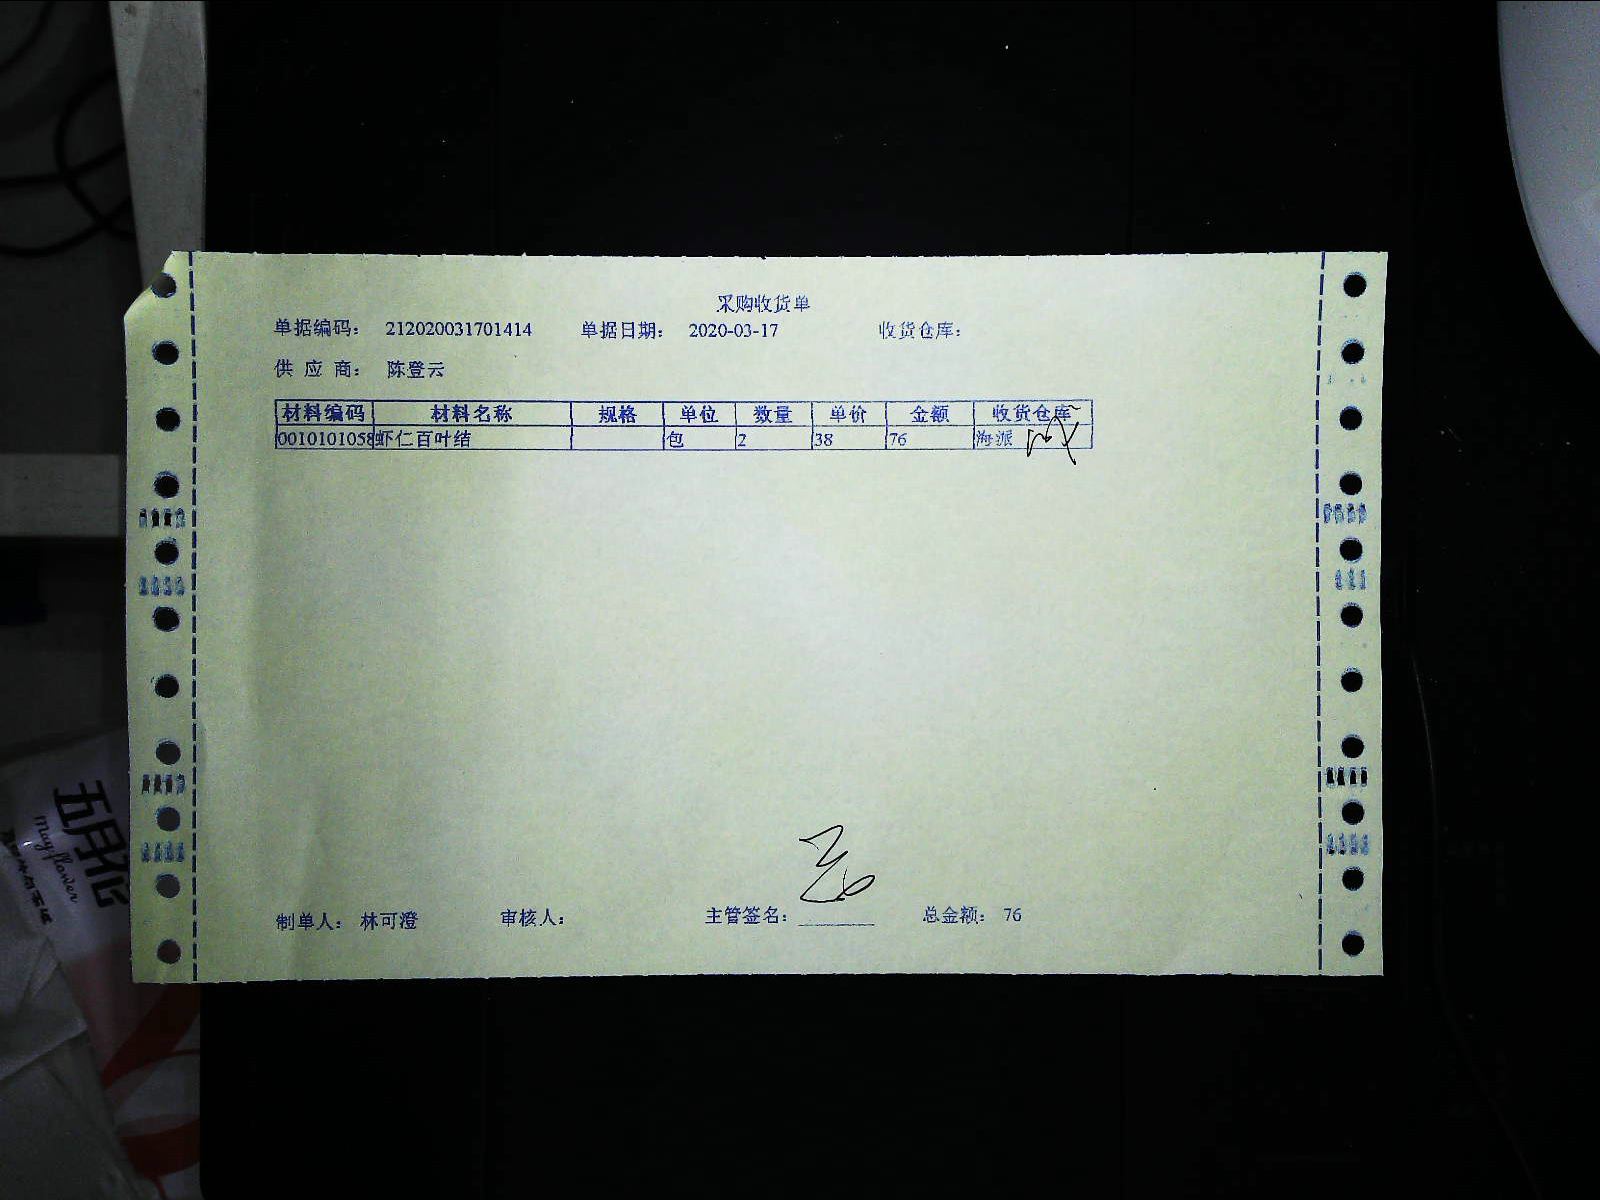 采购收货单
单据编码： 212020031701414 单据日期： 2020-03-17 收货仓库：
供 应 商： 陈登云
材料编码 材料名称 规格 单位 数量 单价 金额 收货仓库
0010101058 虾仁百叶结 包 2 38 76 海派
制单人： 林可澄 审核人： 主管签名： 总金额： 76
五月花
mayflower